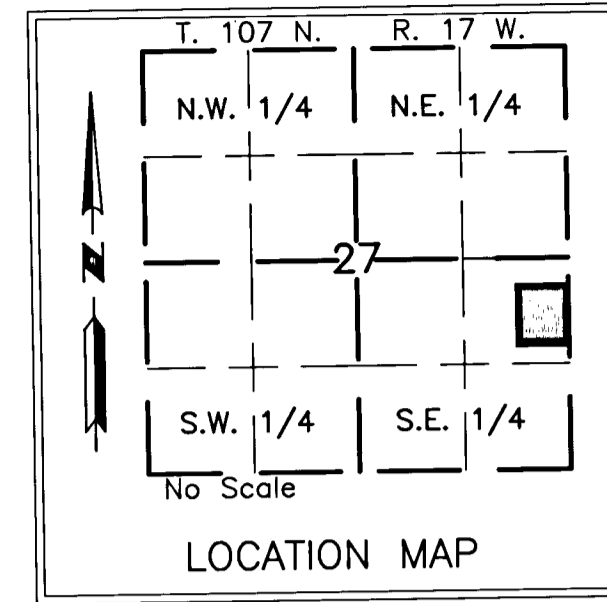 T. 107 N. R. 17 W.
N.W. 1/4 N.E. 1/4
N
27
S.W. 1/4 S.E. 1/4
No Scale
LOCATION MAP